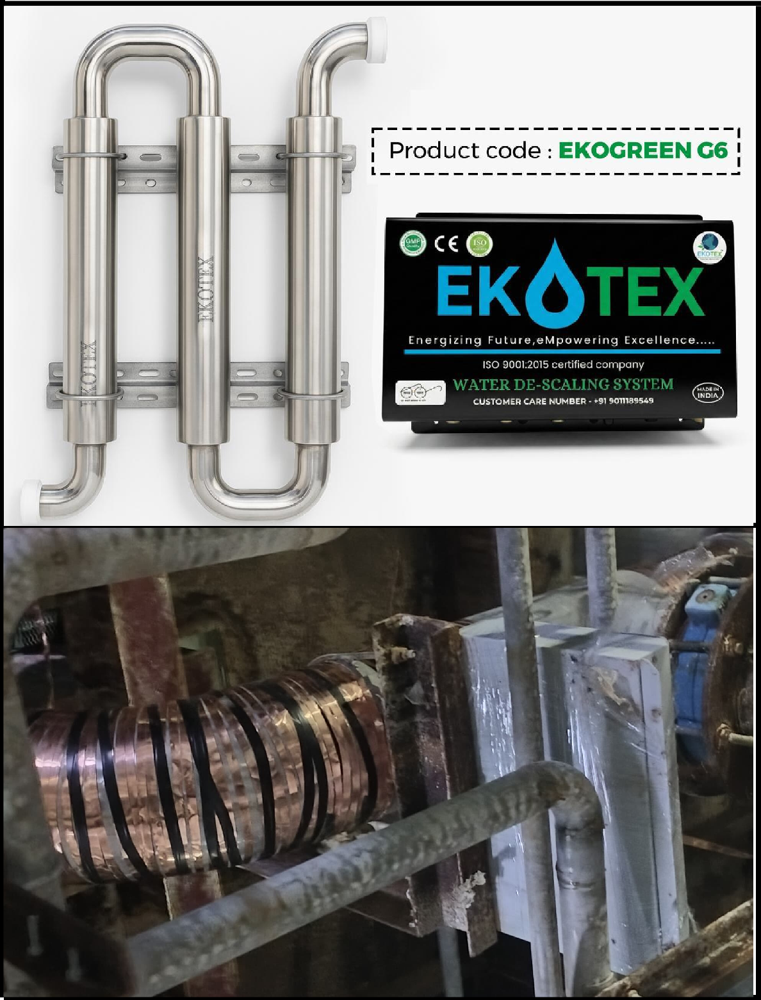 EKOTEX
EKOTEX
Product code : EKOGREEN G6
GMP
Quality
CE
ISO
EKOTEX
EKOTEX
Energizing Future,eMpowering Excellence.....
ISO 9001:2015 certified company
WATER DE-SCALING SYSTEM
CUSTOMER CARE NUMBER - +91 9011189549
MADE IN
INDIA